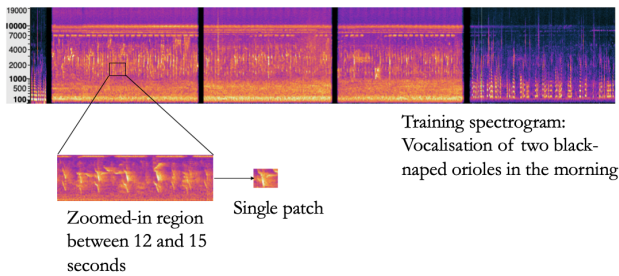 19000
10000
7000
4000
2000
1000
500
100
Training spectrogram:
Vocalisation of two black-
naped orioles in the morning
Single patch
Zoomed-in region
between 12 and 15
seconds